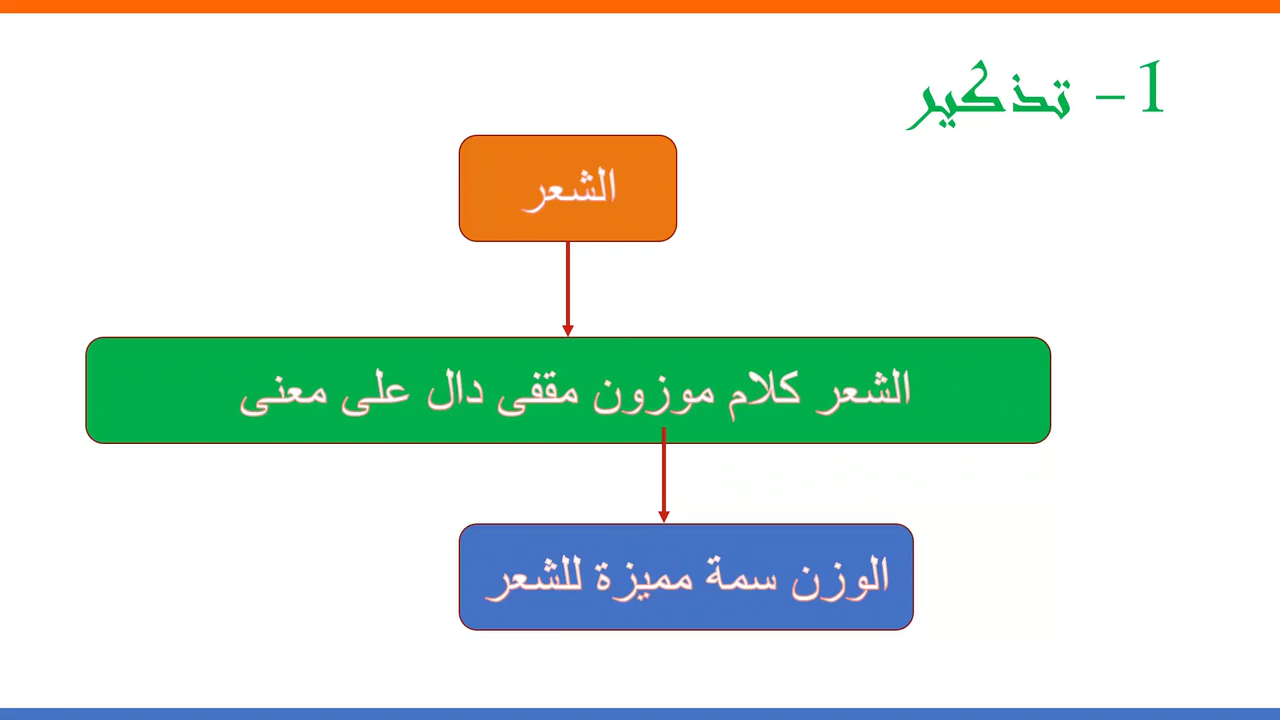 1- تذكير
الشعر
الشعر كلام موزون مقفى دال على معنى
الوزن سمة مميزة للشعر